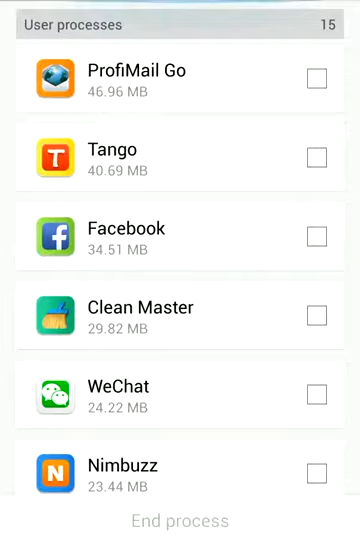 User processes 15
ProfiMail Go
46.96 MB
T
Tango
40.69 MB
f
Facebook
34.51 MB
Clean Master
29.82 MB
WeChat
24.22 MB
N
Nimbuzz
23.44 MB
End process